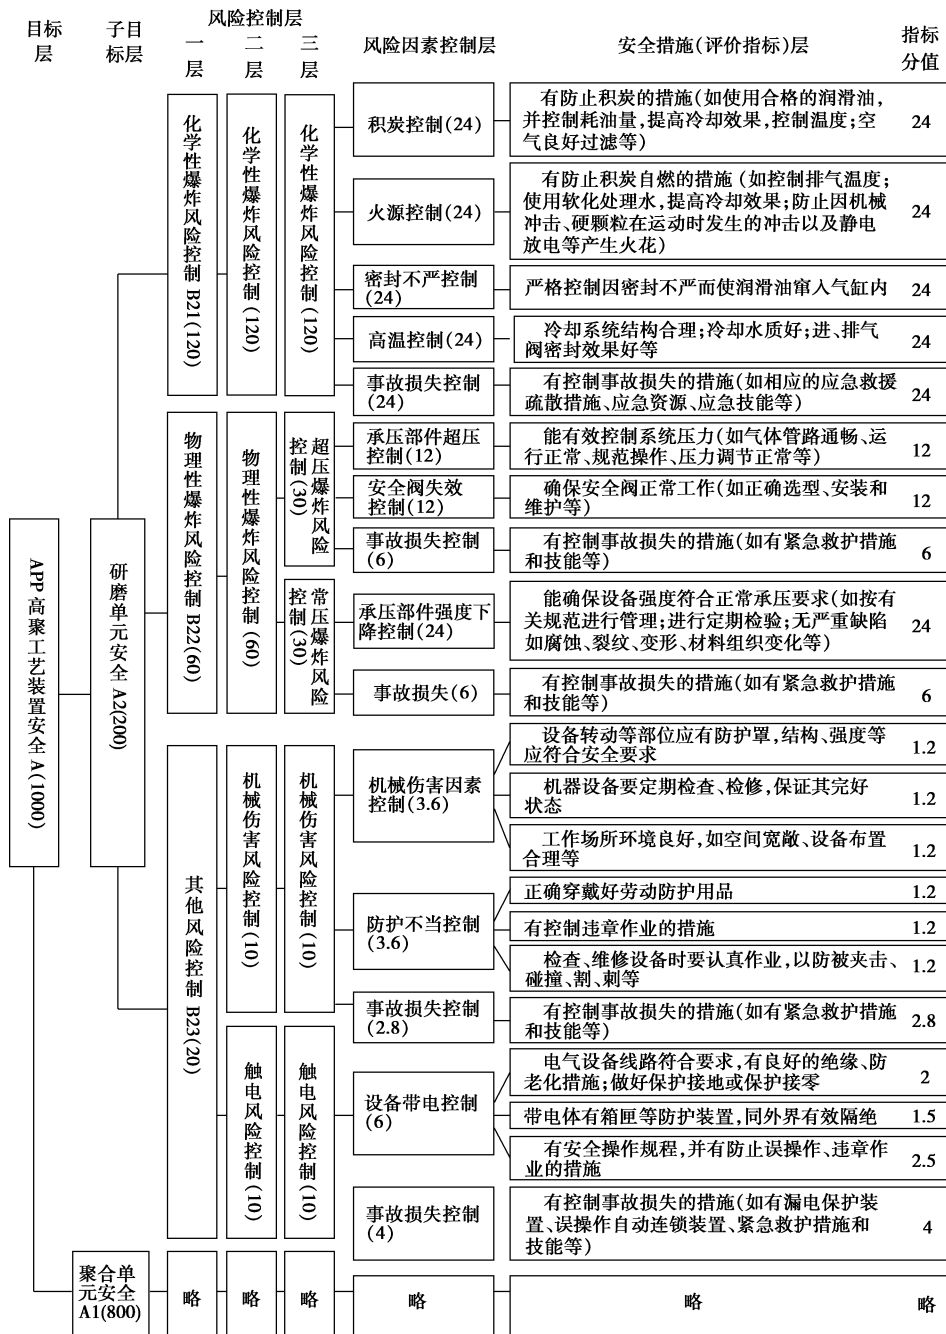 目标
层
子目
标层
风险控制层
一
层
二
层
三
层
风险因素控制层
安全措施(评价指标)层
指标
分值
APP高聚工艺装置安全A(1000)
研磨单元安全A2(200)
化学性爆炸风险控制B21(120)
化学性爆炸风险控制(120)
化学性爆炸风险控制(120)
积炭控制(24)
有防止积炭的措施(如使用合格的润滑油,
并控制耗油量,提高冷却效果,控制温度;空
气良好过滤等)
24
火源控制(24)
有防止积炭自燃的措施(如控制排气温度;
使用软化处理水,提高冷却效果;防止因机械
冲击、硬颗粒在运动时发生的冲击以及静电
放电等产生火花)
24
密封不严控制
(24)
严格控制因密封不严而使润滑油窜入气缸内
24
高温控制(24)
冷却系统结构合理;冷却水质好;进、排气
阀密封效果好等
24
事故损失控制
(24)
有控制事故损失的措施(如相应的应急救援
疏散措施、应急资源、应急技能等)
24
物理性爆炸风险控制B22(60)
物理性爆炸风险控制(60)
超压爆炸风险
控制(30)
承压部件超压
控制(12)
能有效控制系统压力(如气体管路通畅、运
行正常、规范操作、压力调节正常等)
12
安全阀失效
控制(12)
确保安全阀正常工作(如正确选型、安装和
维护等)
12
事故损失控制
(6)
有控制事故损失的措施(如有紧急救护措施
和技能等)
6
常压爆炸风险
控制(30)
承压部件强度下
降控制(24)
能确保设备强度符合正常承压要求(如按有
关规范进行管理;进行定期检验;无严重缺陷
如腐蚀、裂纹、变形、材料组织变化等)
24
事故损失(6)
有控制事故损失的措施(如有紧急救护措施
和技能等)
6
其他风险控制B23(20)
机械伤害风险控制(10)
机械伤害风险控制(10)
机械伤害因素
控制(3.6)
设备转动等部位应有防护罩,结构、强度等
应符合安全要求
1.2
机器设备要定期检查、检修,保证其完好
状态
1.2
工作场所环境良好,如空间宽敞、设备布置
合理等
1.2
防护不当控制
(3.6)
正确穿戴好劳动防护用品
1.2
有控制违章作业的措施
1.2
检查、维修设备时要认真作业,以防被夹击、
碰撞、割、刺等
1.2
事故损失控制
(2.8)
有控制事故损失的措施(如有紧急救护措施
和技能等)
2.8
触电风险控制(10)
触电风险控制(10)
设备带电控制
(6)
电气设备线路符合要求,有良好的绝缘、防
老化措施;做好保护接地或保护接零
2
带电体有箱匣等防护装置,同外界有效隔绝
1.5
有安全操作规程,并有防止误操作、违章作
业的措施
2.5
事故损失控制
(4)
有控制事故损失的措施(如有漏电保护装
置、误操作自动连锁装置、紧急救护措施和
技能等)
4
聚合单
元安全
A1(800)
略
略
略
略
略
略